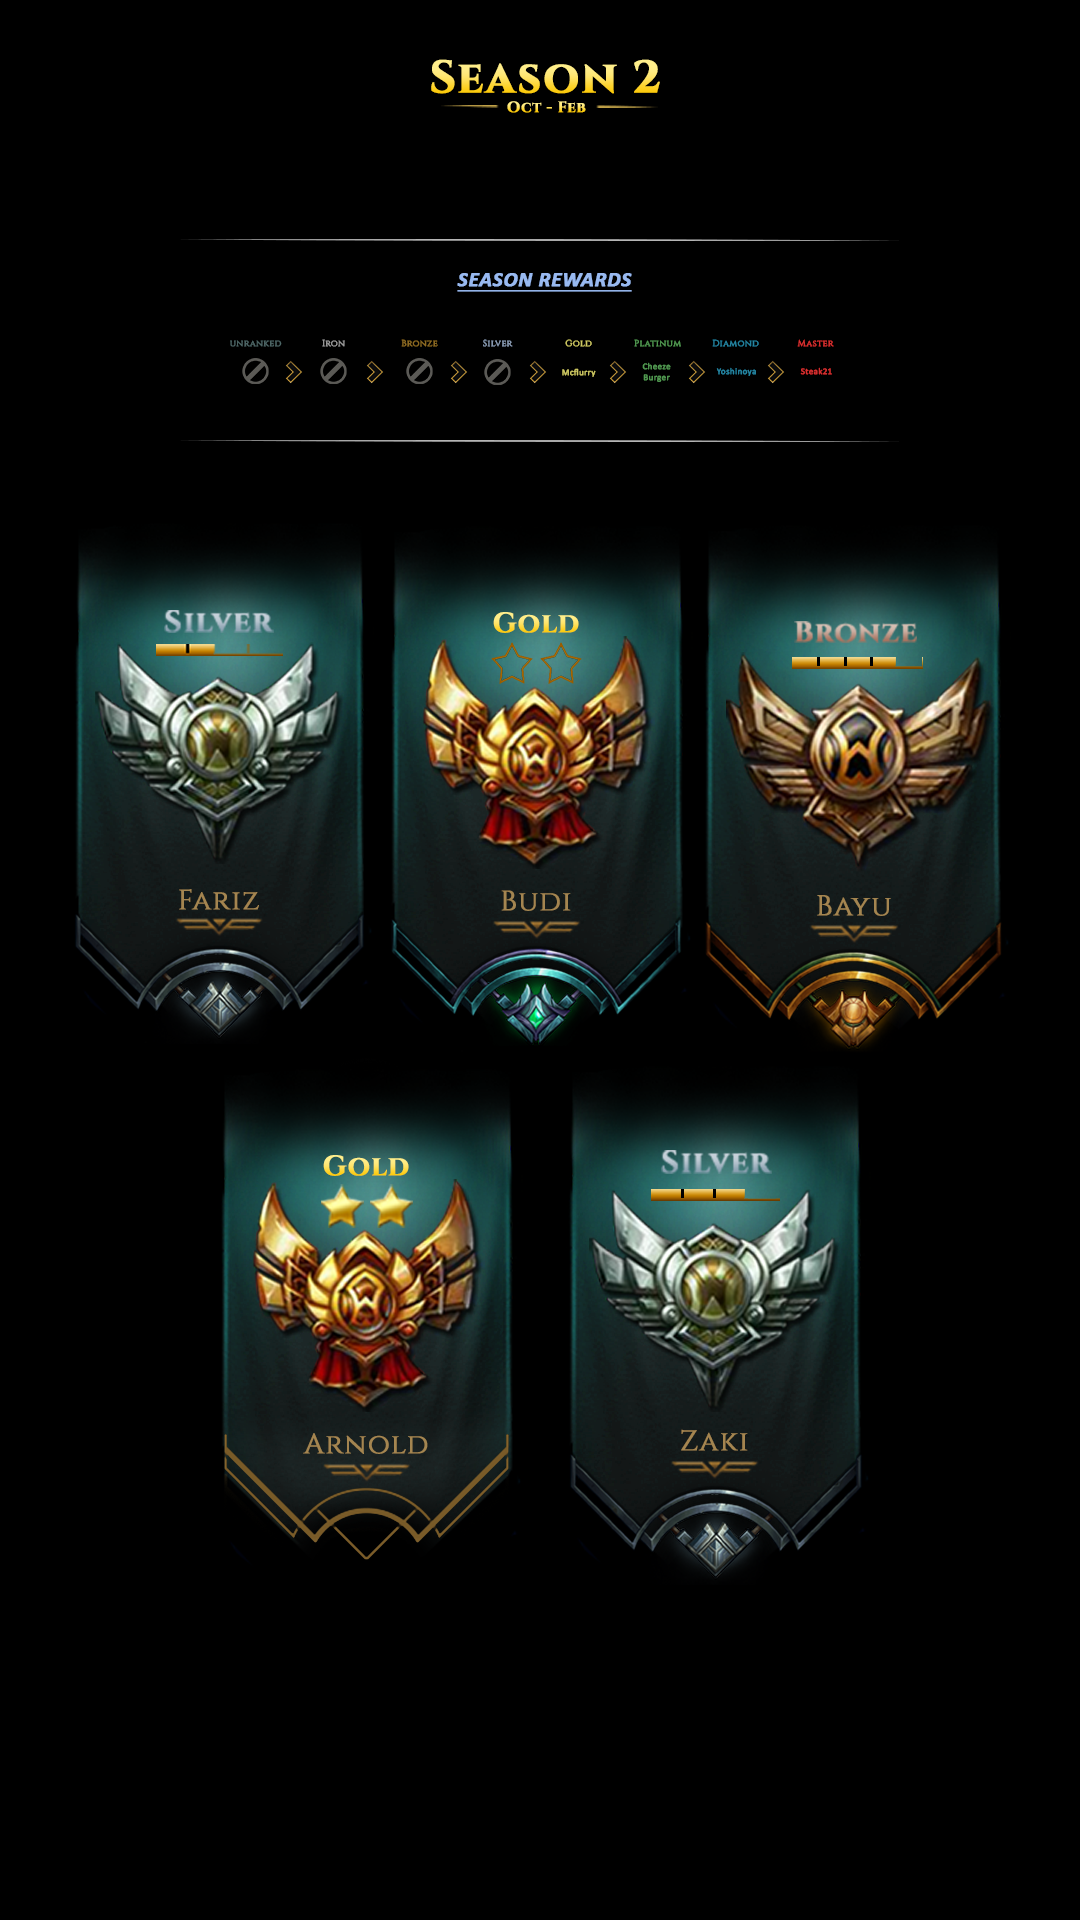 Season 2
Oct - Feb
SEASON REWARDS
Unranked Iron Bronze Silver Gold Platinum Diamond Master
Mcflurry Cheeze Burger Yoshinoya Steak21
Silver Gold Bronze
Fariz Budi Bayu
Gold Silver
Arnold Zaki